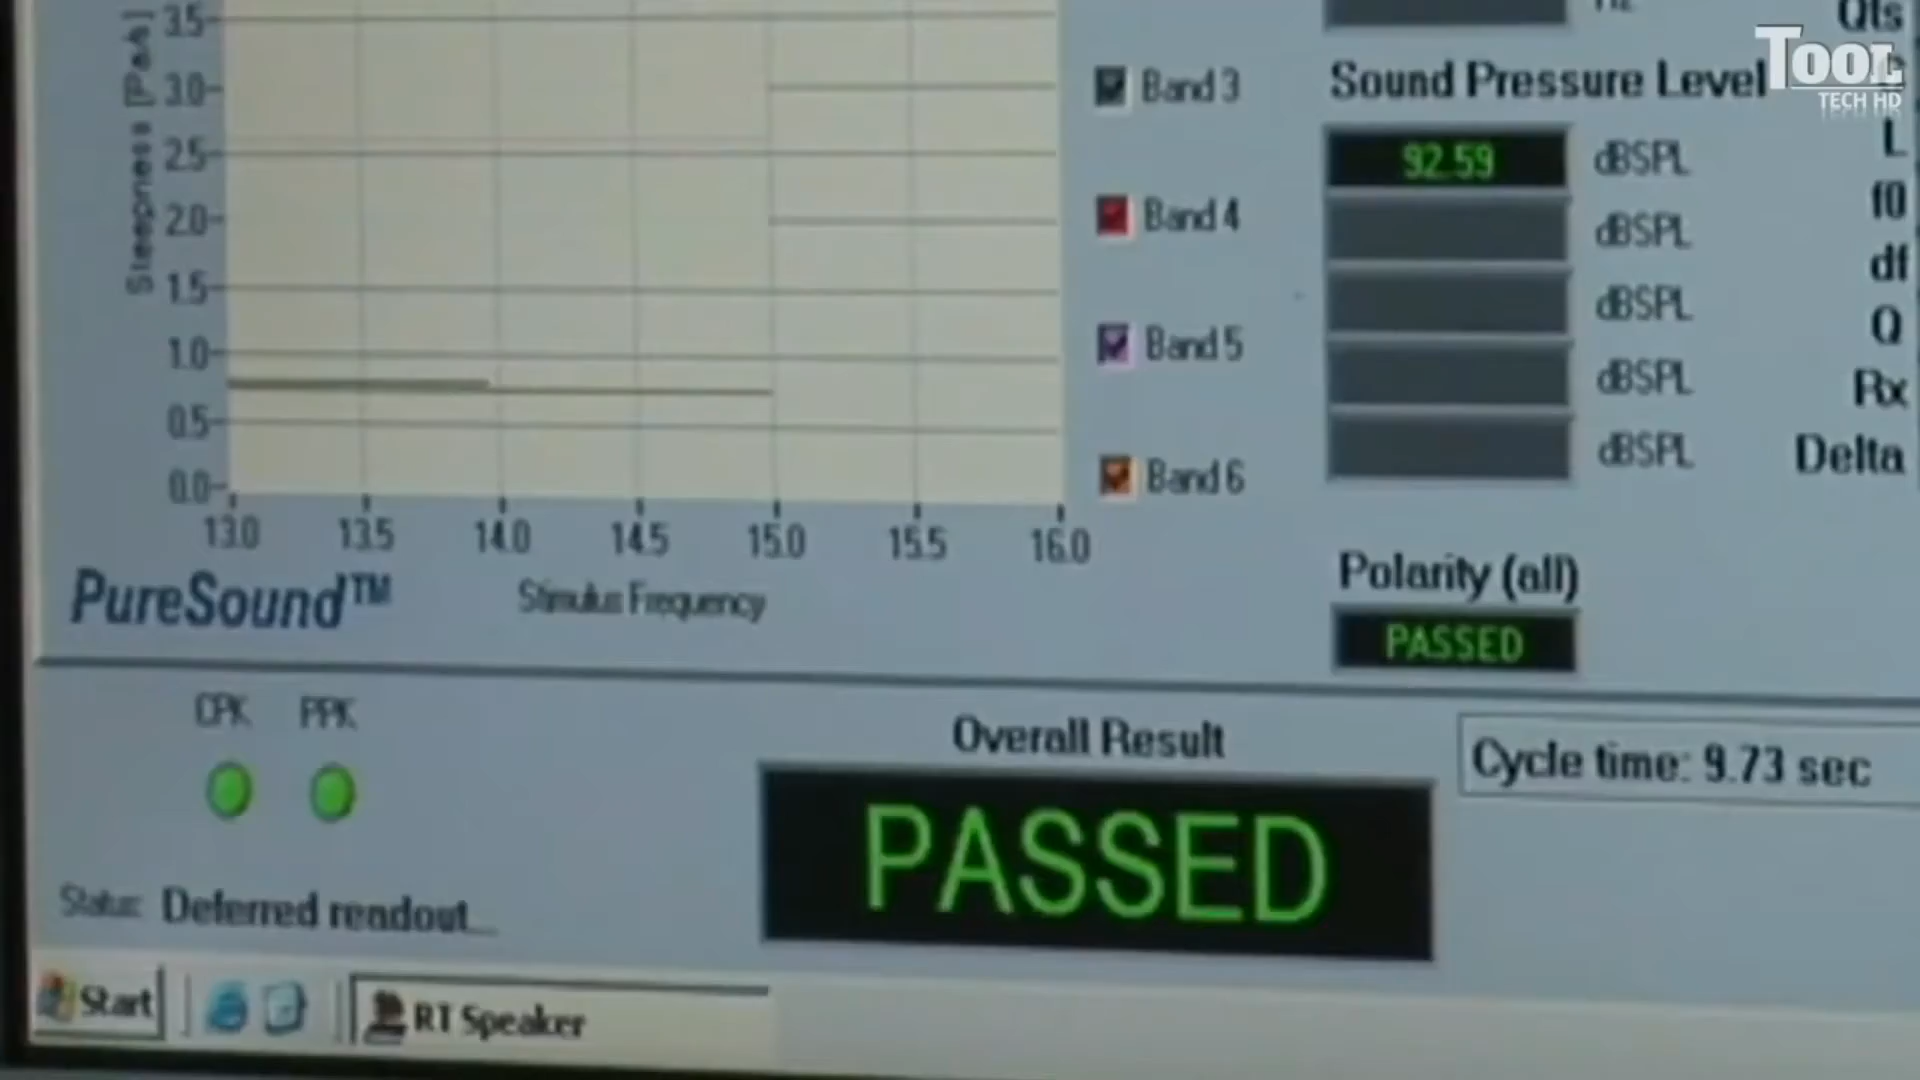 3.5
Steepness [Pa/s]
3.0
2.5
2.0
1.5
1.0
0.5
0.0
13.0 13.5 14.0 14.5 15.0 15.5 16.0
Stimulus Frequency
PureSound™
Band 3
Band 4
Band 5
Band 6
Hz
Sound Pressure Level
92.59 dBSPL
dBSPL
dBSPL
dBSPL
dBSPL
Polarity (all)
PASSED
Qts
L
f0
df
Q
Rx
Delta
TOOL
TECH HD
CPK PPK
Overall Result
PASSED
Cycle time: 9.73 sec
Status: Deferred readout...
Start
RT Speaker